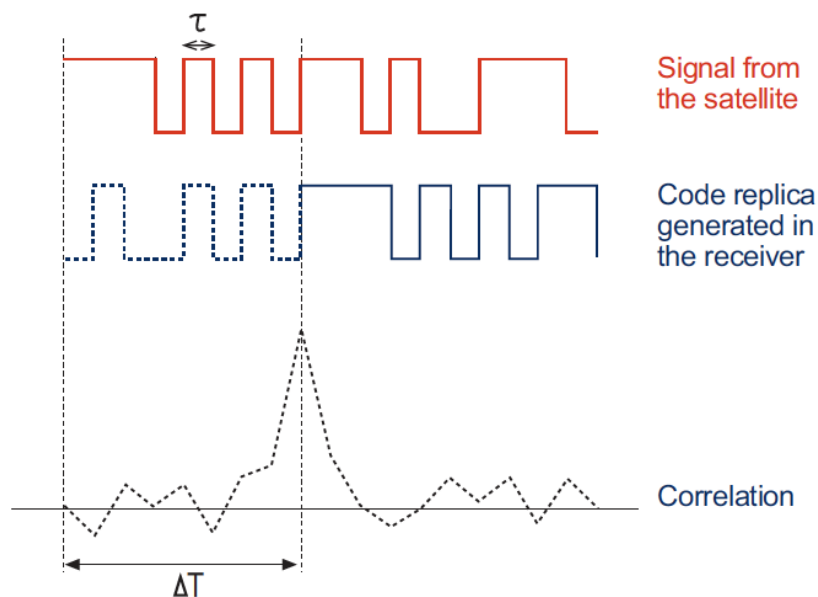 τ
Signal from
the satellite
Code replica
generated in
the receiver
Correlation
ΔT